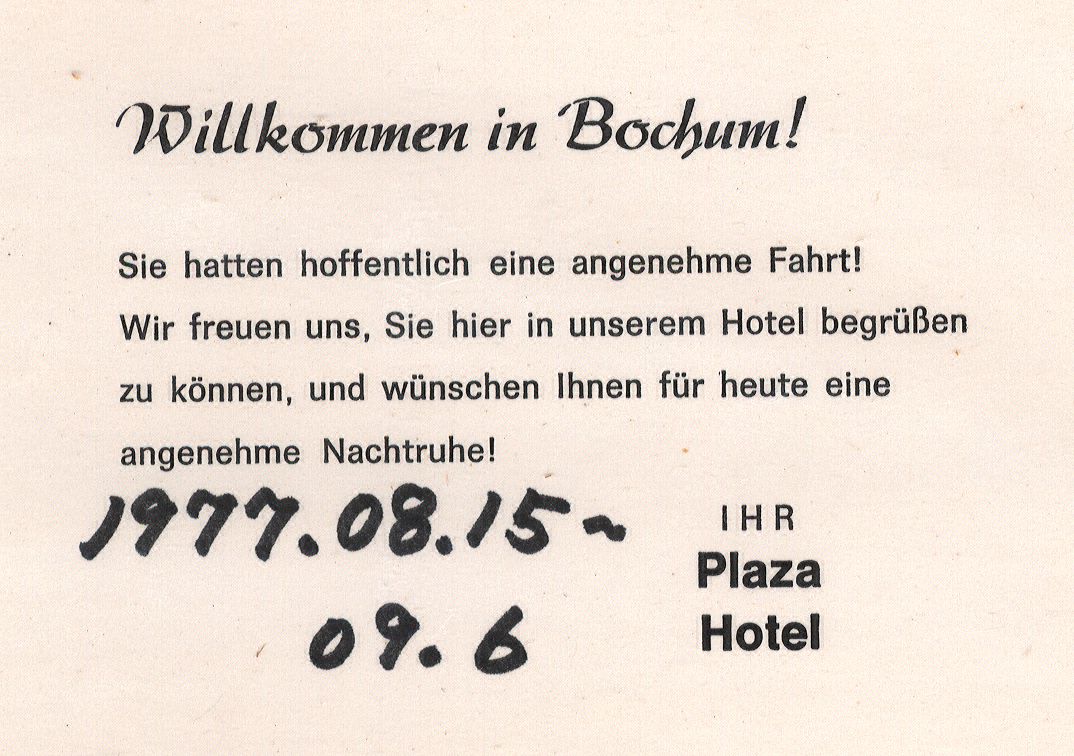 Willkommen in Bochum!
Sie hatten hoffentlich eine angenehme Fahrt!
Wir freuen uns, Sie hier in unserem Hotel begrüßen
zu können, und wünschen Ihnen für heute eine
angenehme Nachtruhe!
1977.08.15~
09.6
IHR
Plaza
Hotel